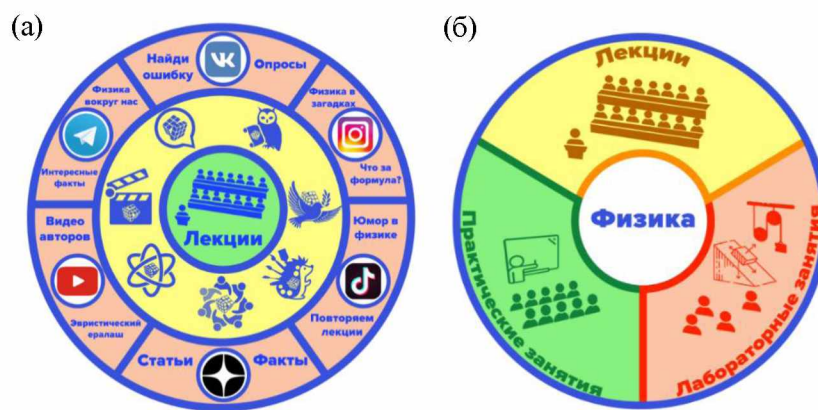 (а)
Найди
ошибку
Опросы
Физика
вокруг нас
Физика в
загадках
Интересные
факты
Что за
формула?
Лекции
Видео
авторов
Юмор в
физике
Эвристический
ералаш
Повторяем
лекции
Статьи
Факты
(б)
Лекции
Физика
Практические занятия
Лабораторные занятия